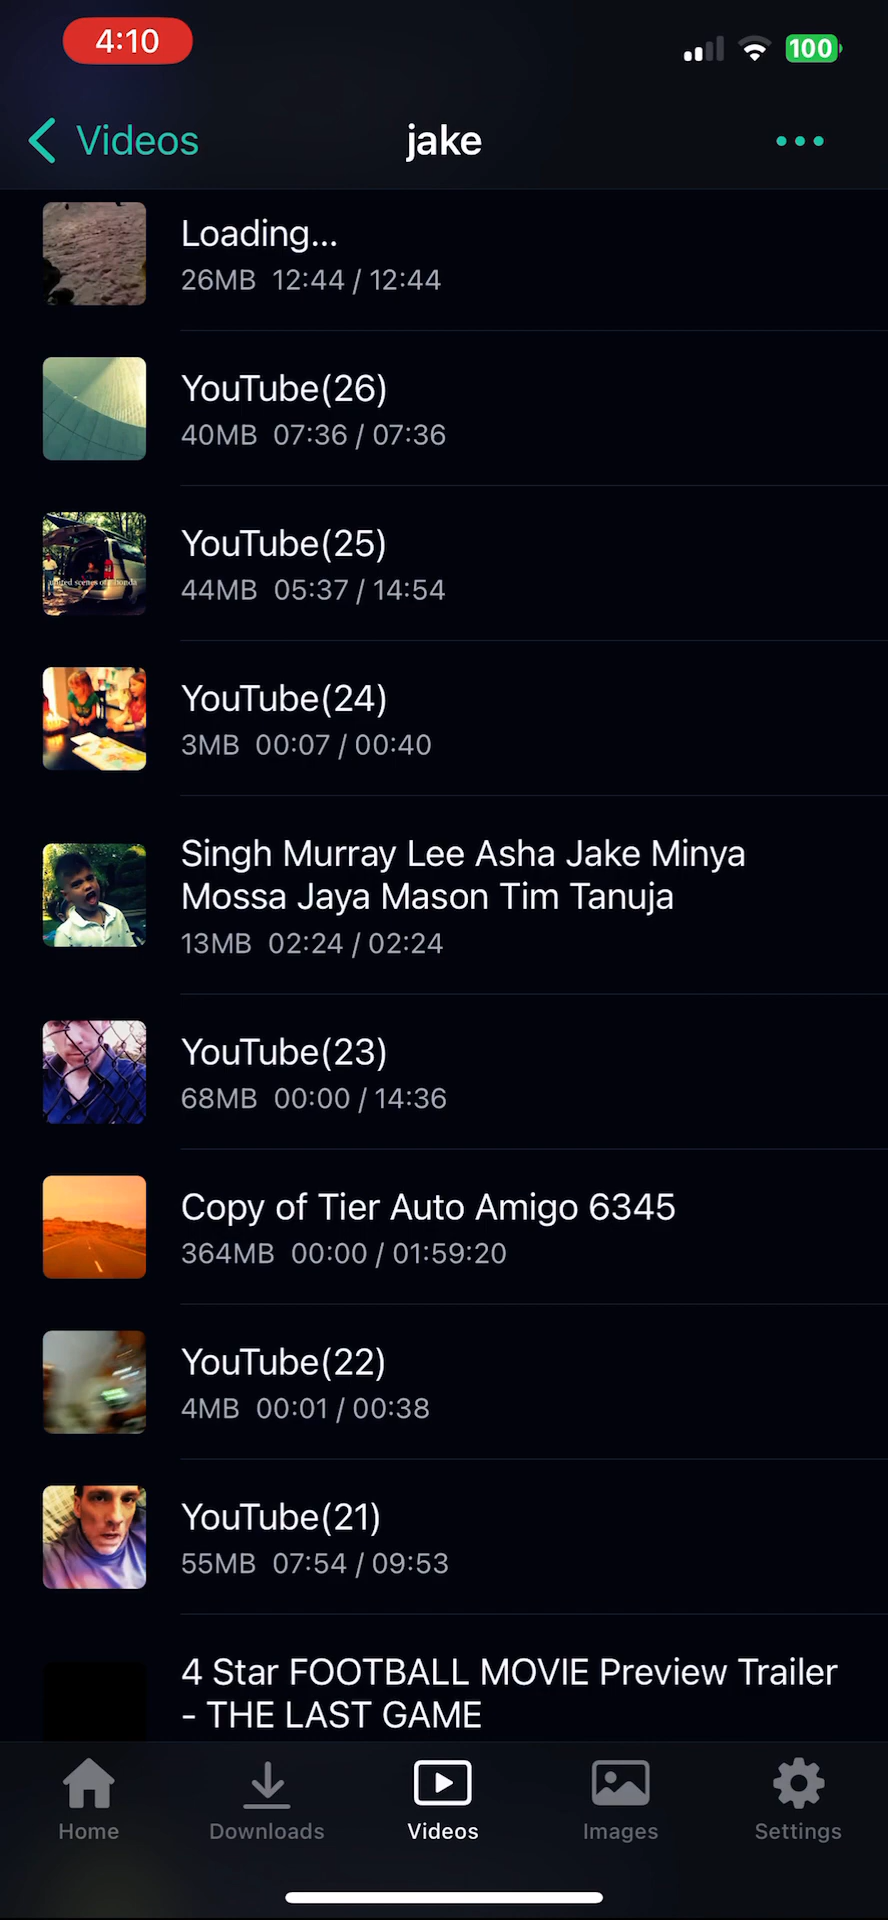 4:10
100
Videos
jake
Loading...
26MB 12:44 / 12:44
YouTube(26)
40MB 07:36 / 07:36
YouTube(25)
44MB 05:37 / 14:54
YouTube(24)
3MB 00:07 / 00:40
Singh Murray Lee Asha Jake Minya
Mossa Jaya Mason Tim Tanuja
13MB 02:24 / 02:24
YouTube(23)
68MB 00:00 / 14:36
Copy of Tier Auto Amigo 6345
364MB 00:00 / 01:59:20
YouTube(22)
4MB 00:01 / 00:38
YouTube(21)
55MB 07:54 / 09:53
4 Star FOOTBALL MOVIE Preview Trailer
- THE LAST GAME
Home
Downloads
Videos
Images
Settings